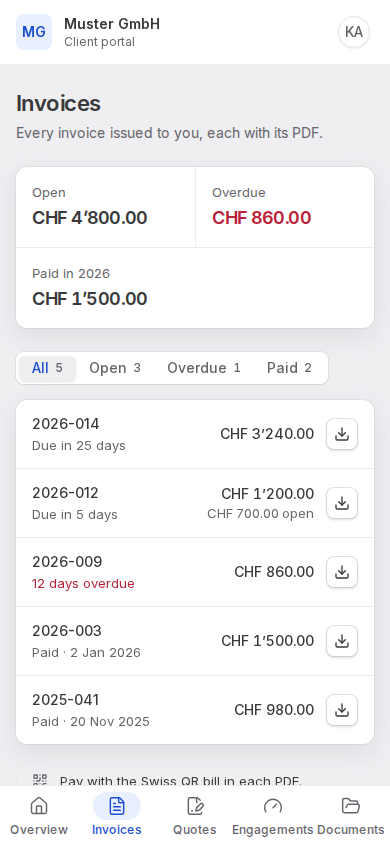 MG
Muster GmbH
Client portal
KA
Invoices
Every invoice issued to you, each with its PDF.
Open
CHF 4’800.00
Overdue
CHF 860.00
Paid in 2026
CHF 1’500.00
All 5 Open 3 Overdue 1 Paid 2
2026-014
Due in 25 days
CHF 3’240.00
2026-012
Due in 5 days
CHF 1’200.00
CHF 700.00 open
2026-009
12 days overdue
CHF 860.00
2026-003
Paid · 2 Jan 2026
CHF 1’500.00
2025-041
Paid · 20 Nov 2025
CHF 980.00
Pay with the Swiss QR bill in each PDF.
Overview Invoices Quotes Engagements Documents